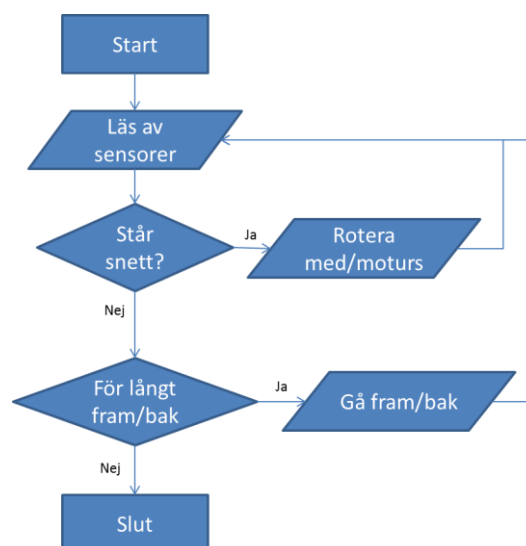 Start
Läs av
sensorer
Står
snett?
Ja
Rotera
med/moturs
Nej
För långt
fram/bak
Ja
Gå fram/bak
Nej
Slut